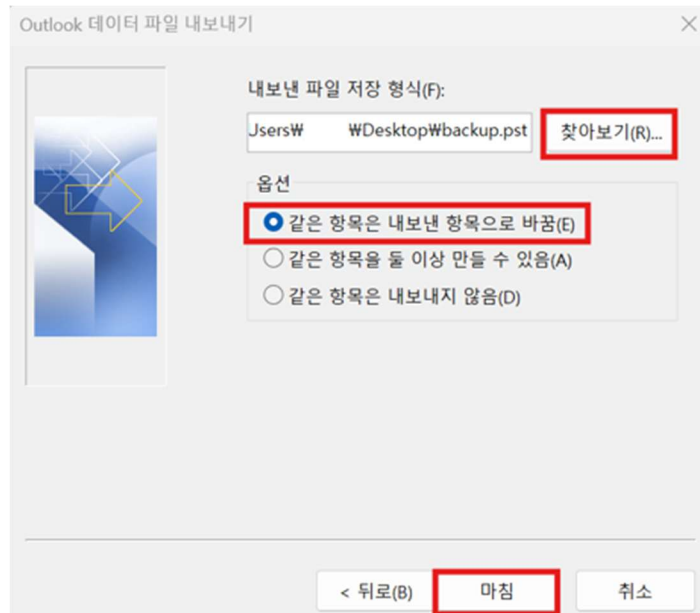 Outlook 데이터 파일 내보내기
내보낸 파일 저장 형식(F):
Jsers₩ ₩Desktop₩backup.pst
찾아보기(R)...
옵션
같은 항목은 내보낸 항목으로 바꿈(E)
같은 항목을 둘 이상 만들 수 있음(A)
같은 항목은 내보내지 않음(D)
< 뒤로(B)
마침
취소